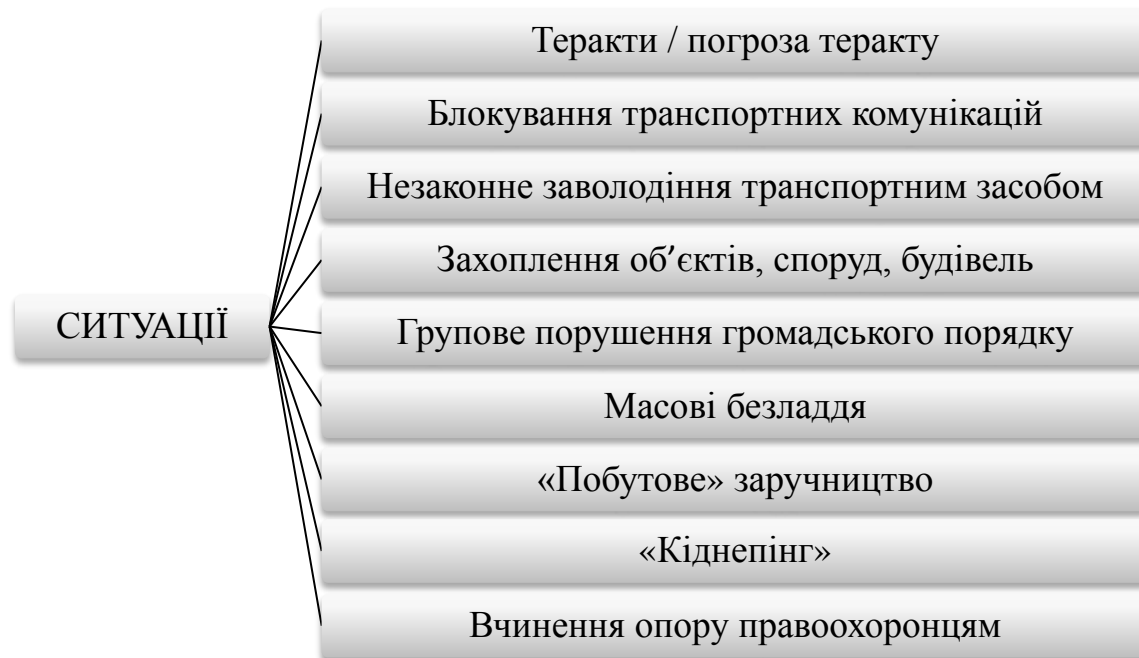 Теракти / погроза теракту
Блокування транспортних комунікацій
Незаконне заволодіння транспортним засобом
Захоплення об’єктів, споруд, будівель
СИТУАЦІЇ
Групове порушення громадського порядку
Масові безладдя
«Побутове» заручництво
«Кіднепінг»
Вчинення опору правоохоронцям